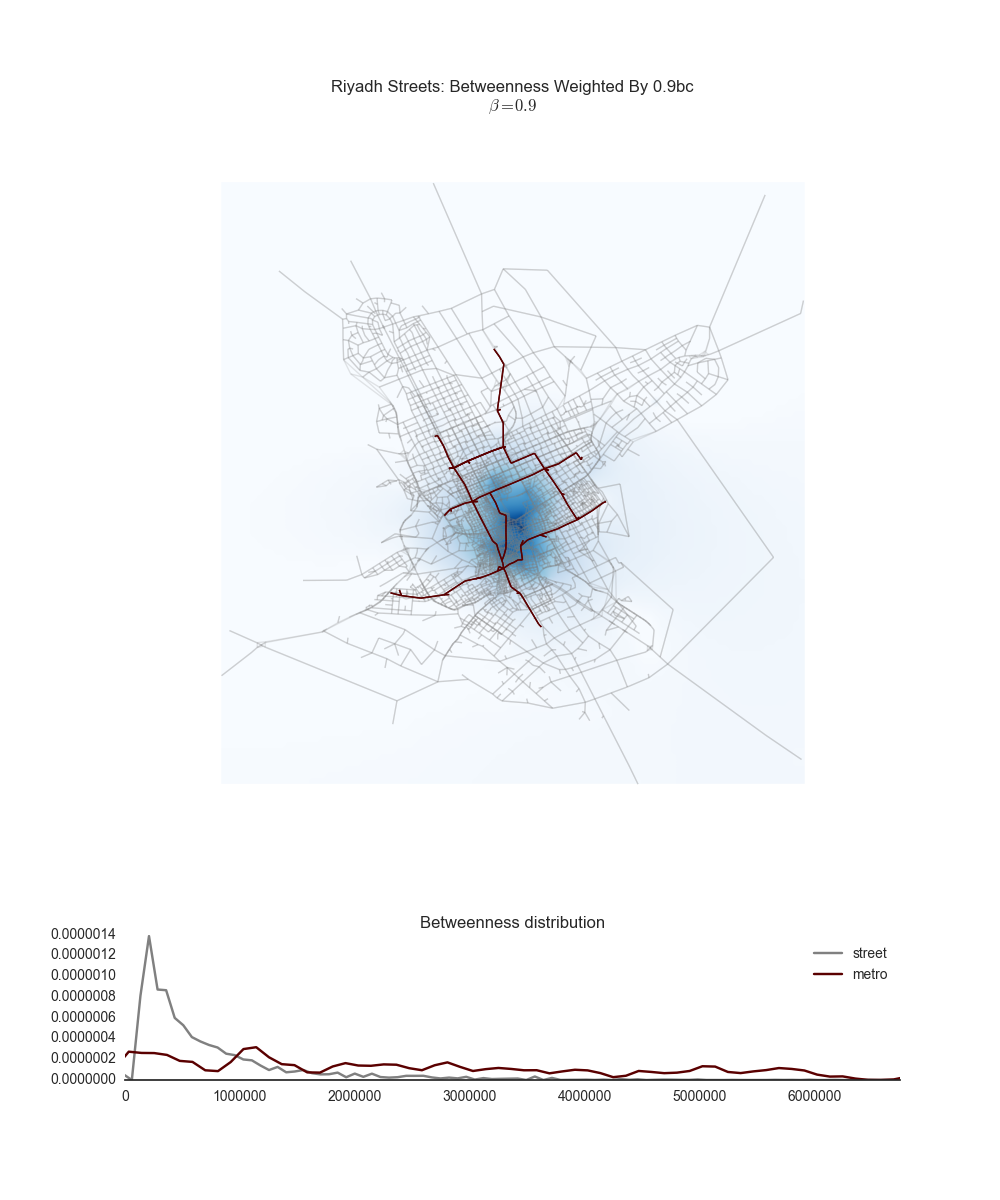 Riyadh Streets: Betweenness Weighted By 0.9bc
β=0.9
Betweenness distribution
0.0000014
0.0000012
0.0000010
0.0000008
0.0000006
0.0000004
0.0000002
0.0000000
street
metro
0 1000000 2000000 3000000 4000000 5000000 6000000